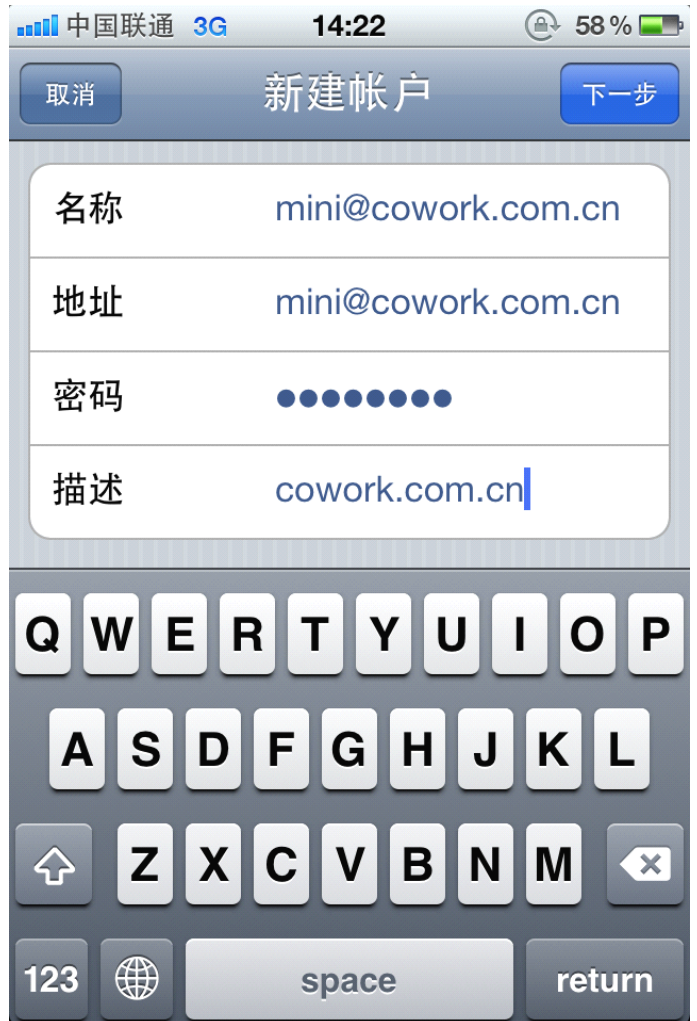 中国联通 3G 14:22 58%
取消 新建帐户 下一步
名称 mini@cowork.com.cn
地址 mini@cowork.com.cn
密码 ●●●●●●●●
描述 cowork.com.cn
Q W E R T Y U I O P
A S D F G H J K L
Z X C V B N M
123 space return